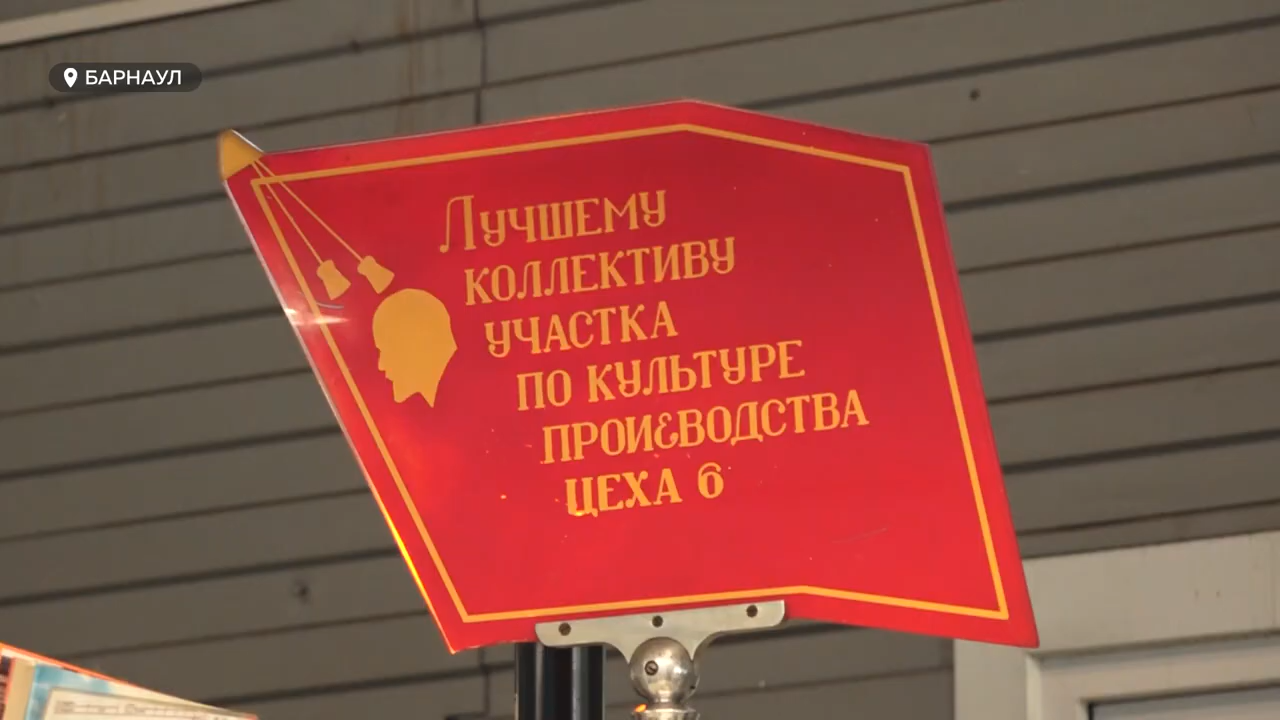 БАРНАУЛ
Лучшему
коллективу
участка
по культуре
производства
цеха 6